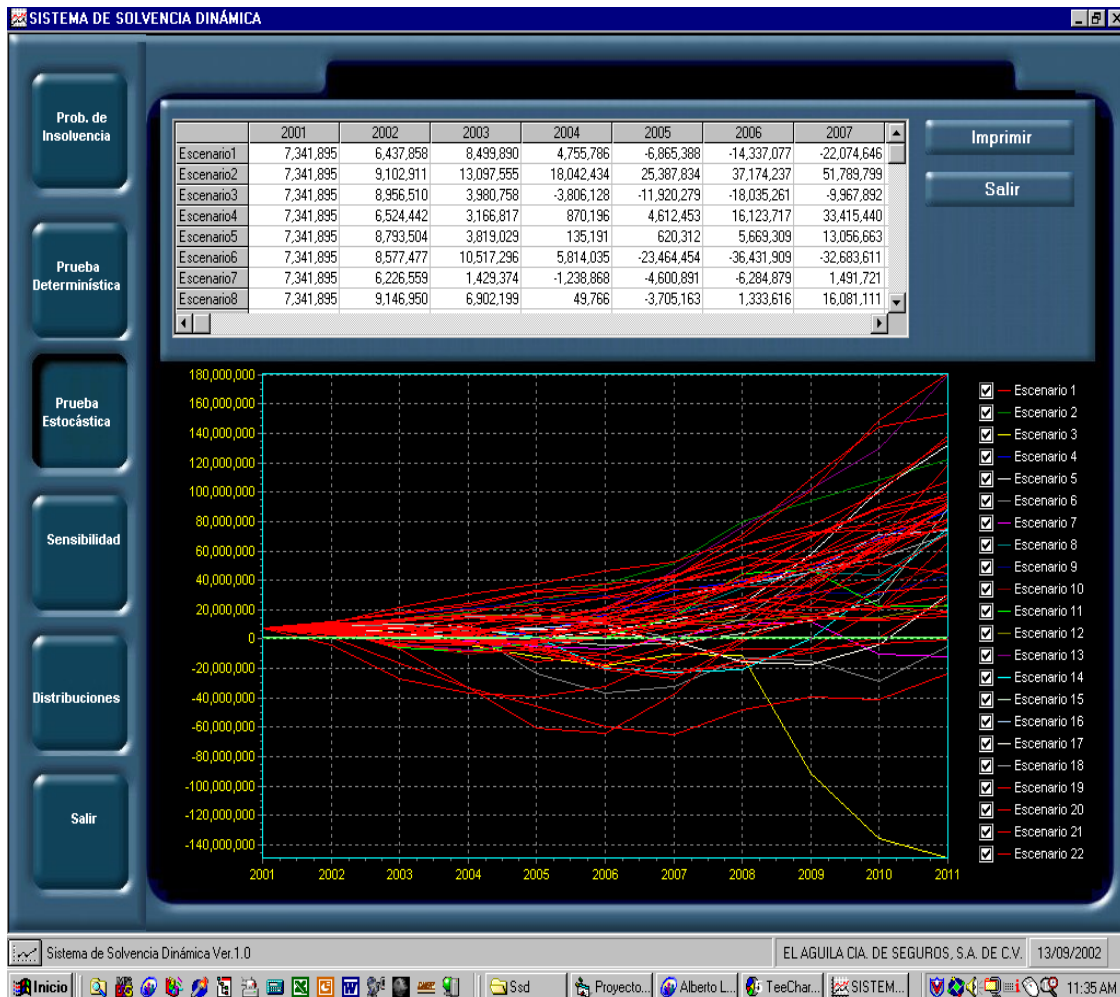 SISTEMA DE SOLVENCIA DINÁMICA
Prob. de
Insolvencia
Prueba
Determinística
Prueba
Estocástica
Sensibilidad
Distribuciones
Salir
2001 2002 2003 2004 2005 2006 2007
Escenario1 7,341,895 6,437,858 8,499,890 4,755,786 -6,865,388 -14,337,077 -22,074,646
Escenario2 7,341,895 9,102,911 13,097,555 18,042,434 25,387,834 37,174,237 51,789,799
Escenario3 7,341,895 8,956,510 3,980,758 -3,806,128 -11,920,279 -18,035,261 -9,967,892
Escenario4 7,341,895 6,524,442 3,166,817 870,196 4,612,453 16,123,717 33,415,440
Escenario5 7,341,895 8,793,504 3,819,029 135,191 620,312 5,669,309 13,056,663
Escenario6 7,341,895 8,577,477 10,517,296 5,814,035 -23,464,454 -36,431,909 -32,683,611
Escenario7 7,341,895 6,226,559 1,429,374 -1,238,868 -4,600,891 -6,284,879 1,491,721
Escenario8 7,341,895 9,146,950 6,902,199 49,766 -3,705,163 1,333,616 16,081,111
Imprimir
Salir
180,000,000
160,000,000
140,000,000
120,000,000
100,000,000
80,000,000
60,000,000
40,000,000
20,000,000
0
-20,000,000
-40,000,000
-60,000,000
-80,000,000
-100,000,000
-120,000,000
-140,000,000
2001 2002 2003 2004 2005 2006 2007 2008 2009 2010 2011
Escenario 1
Escenario 2
Escenario 3
Escenario 4
Escenario 5
Escenario 6
Escenario 7
Escenario 8
Escenario 9
Escenario 10
Escenario 11
Escenario 12
Escenario 13
Escenario 14
Escenario 15
Escenario 16
Escenario 17
Escenario 18
Escenario 19
Escenario 20
Escenario 21
Escenario 22
Sistema de Solvencia Dinámica Ver.1.0
EL AGUILA CIA. DE SEGUROS, S.A. DE C.V. 13/09/2002
Inicio Ssd Proyecto... Alberto L... TeeChar... SISTEM... 11:35 AM